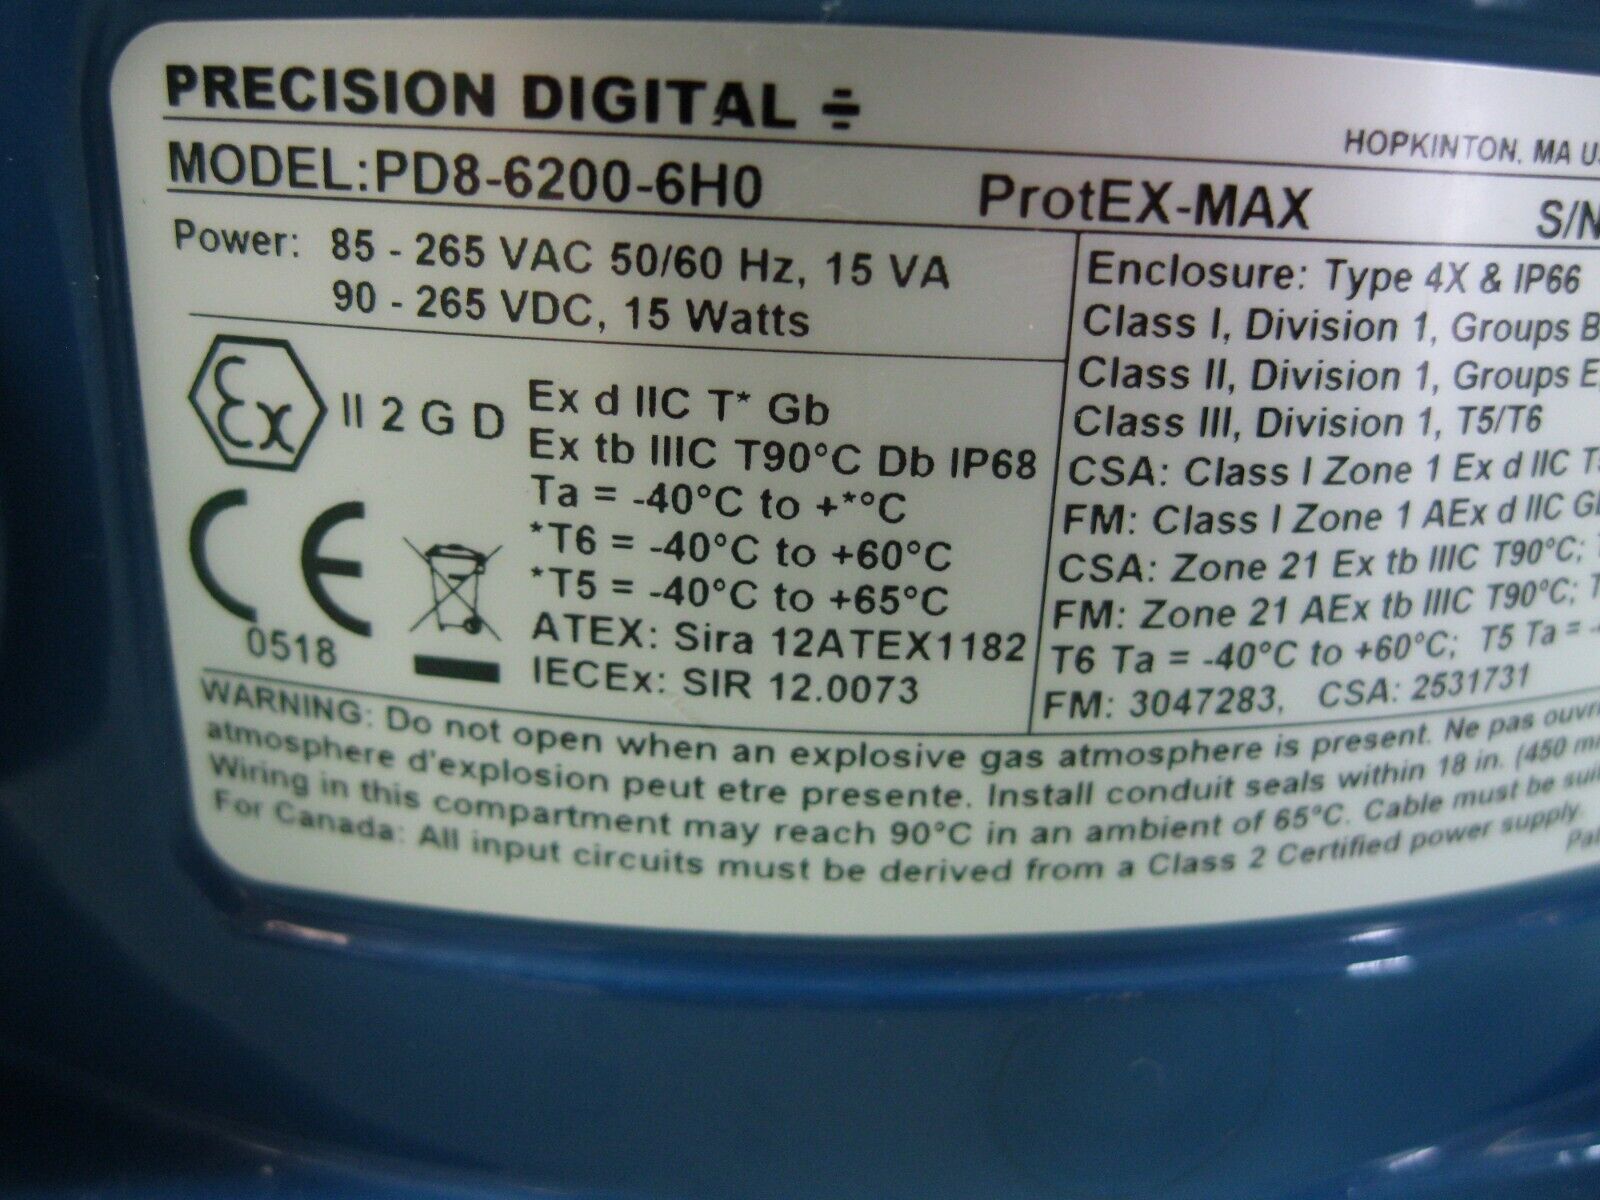 PRECISION DIGITAL
HOPKINTON, MA
MODEL:PD8-6200-6H0 ProtEX-MAX S/N
Power: 85 - 265 VAC 50/60 Hz, 15 VA
90 - 265 VDC, 15 Watts
Ex II 2 G D
Ex d IIC T* Gb
Ex tb IIIC T90°C Db IP68
Ta = -40°C to +*°C
*T6 = -40°C to +60°C
*T5 = -40°C to +65°C
ATEX: Sira 12ATEX1182
IECEx: SIR 12.0073
CE
0518
Enclosure: Type 4X & IP66
Class I, Division 1, Groups B
Class II, Division 1, Groups E
Class III, Division 1, T5/T6
CSA: Class I Zone 1 Ex d IIC
FM: Class I Zone 1 AEx d IIC
CSA: Zone 21 Ex tb IIIC T90°C;
FM: Zone 21 AEx tb IIIC T90°C;
T6 Ta = -40°C to +60°C; T5 Ta =
FM: 3047283, CSA: 2531731
WARNING: Do not open when an explosive gas atmosphere is present. Ne pas
atmosphere d'explosion peut etre presente. Install conduit seals within 18 in. (450
Wiring in this compartment may reach 90°C in an ambient of 65°C. Cable must be
For Canada: All input circuits must be derived from a Class 2 Certified power supply.